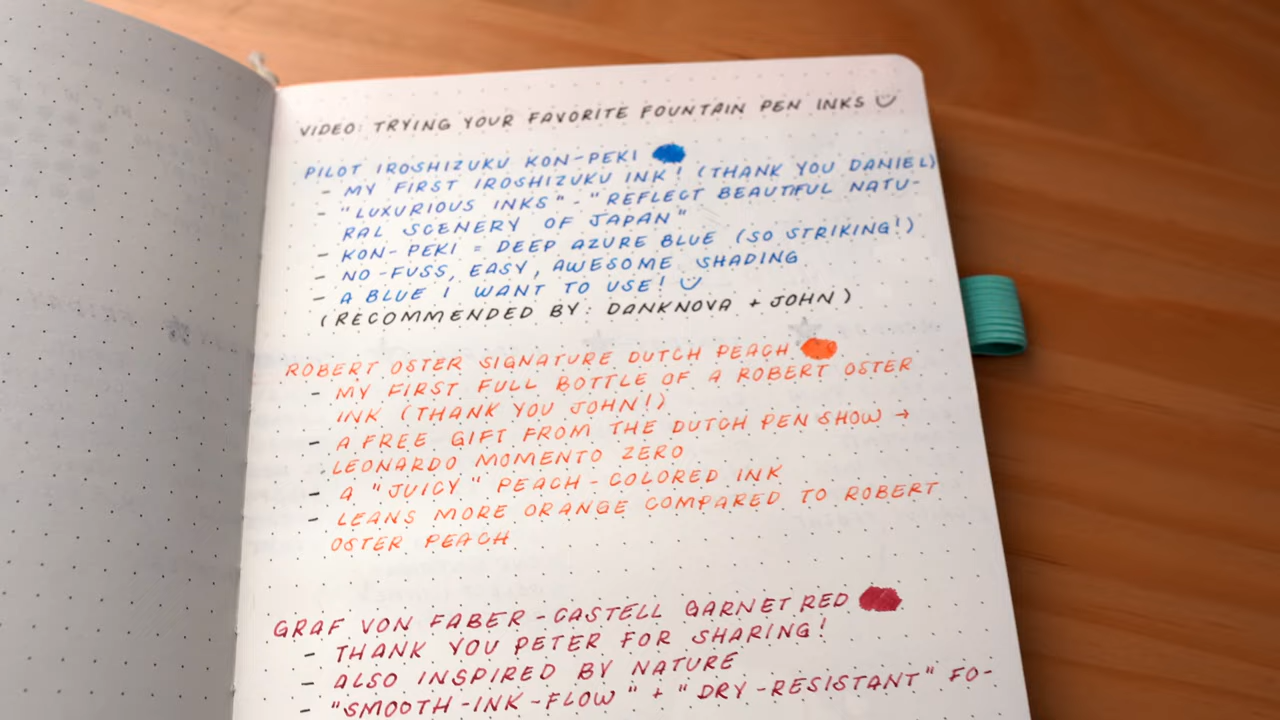 VIDEO: TRYING YOUR FAVORITE FOUNTAIN PEN INKS
PILOT IROSHIZUKU KON-PEKI
- MY FIRST IROSHIZUKU INK! (THANK YOU DANIEL)
- "LUXURIOUS INKS" - "REFLECT BEAUTIFUL NATU-
RAL SCENERY OF JAPAN"
- KON-PEKI = DEEP AZURE BLUE (SO STRIKING!)
- NO-FUSS, EASY, AWESOME SHADING
- A BLUE I WANT TO USE!
(RECOMMENDED BY: DANKNOVA + JOHN)
ROBERT OSTER SIGNATURE DUTCH PEACH
- MY FIRST FULL BOTTLE OF A ROBERT OSTER
INK (THANK YOU JOHN!)
- A FREE GIFT FROM THE DUTCH PEN SHOW →
LEONARDO MOMENTO ZERO
- A "JUICY" PEACH-COLORED INK
- LEANS MORE ORANGE COMPARED TO ROBERT
OSTER PEACH
GRAF VON FABER-CASTELL GARNET RED
- THANK YOU PETER FOR SHARING!
- ALSO INSPIRED BY NATURE
- "SMOOTH-INK-FLOW" + "DRY-RESISTANT" FO-